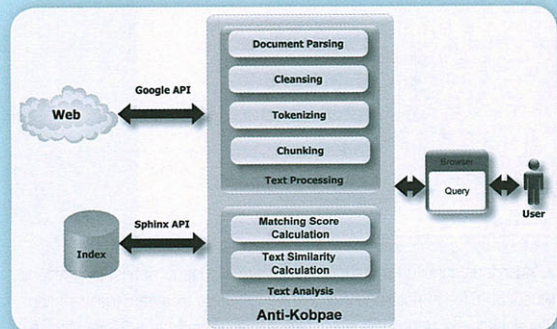 Document Parsing
Cleansing
Tokenizing
Chunking
Text Processing
Google API
Web
Sphinx API
Index
Matching Score
Calculation
Text Similarity
Calculation
Text Analysis
Anti-Kobpae
Browser
Query
User